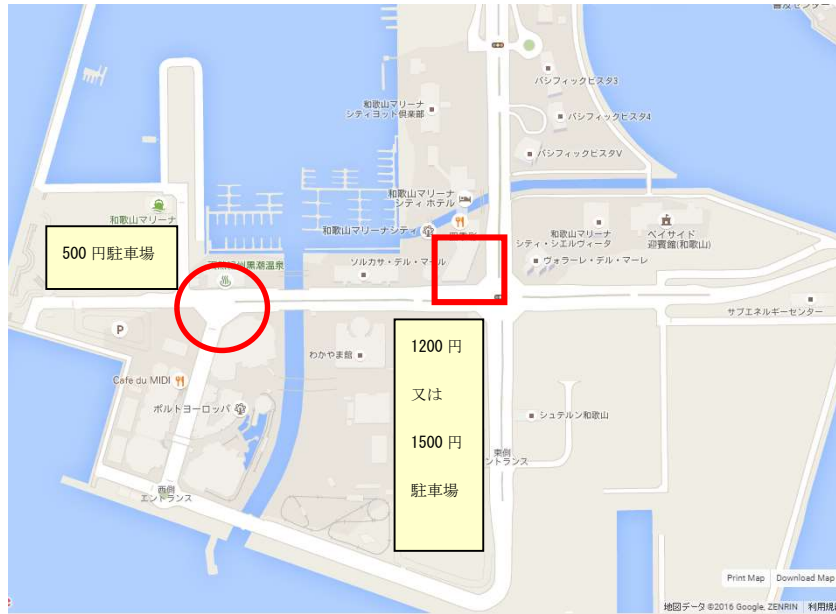 パシフィックビスタ3
和歌山マリーナ
シティヨット倶楽部
パシフィックビスタ4
パシフィックビスタV
和歌山マリーナ
シティ ホテル
和歌山マリーナ
和歌山マリーナシティ
和歌山マリーナ
シティ・シエルヴィータ
ベイサイド
迎賓館(和歌山)
500 円駐車場
黒潮温泉
ソルカサ・デル・マール
ヴォラーレ・デル・マーレ
サブエネルギーセンター
P
わかやま館
1200 円
又は
1500 円
駐車場
Cafe du MIDI
ポルトヨーロッパ
シュテルン和歌山
東側
ントランス
西側
エントランス
Print Map
Download Map
地図データ ©2016 Google, ZENRIN
利用規